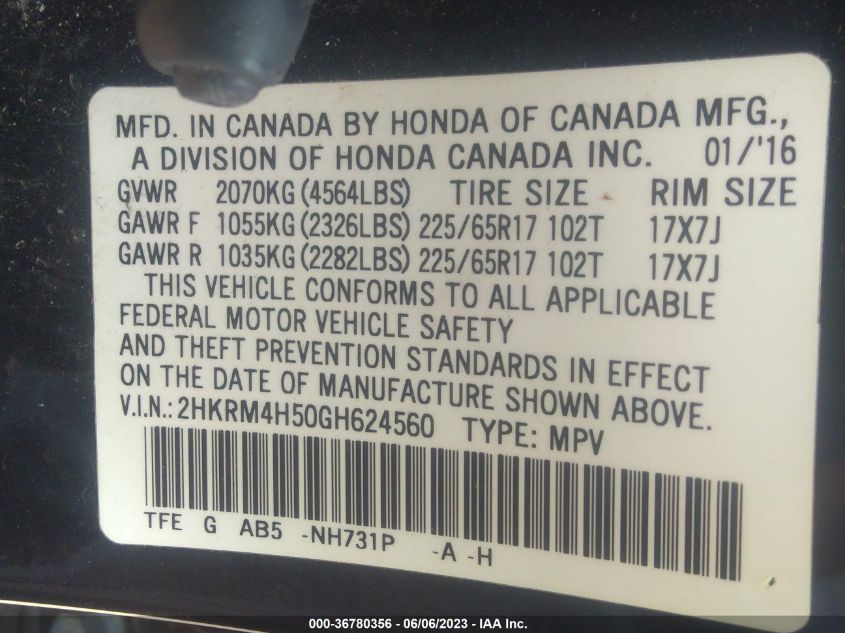 MFD. IN CANADA BY HONDA OF CANADA MFG.,
A DIVISION OF HONDA CANADA INC. 01/'16
GVWR 2070KG (4564LBS) TIRE SIZE RIM SIZE
GAWR F 1055KG (2326LBS) 225/65R17 102T 17X7J
GAWR R 1035KG (2282LBS) 225/65R17 102T 17X7J
THIS VEHICLE CONFORMS TO ALL APPLICABLE
FEDERAL MOTOR VEHICLE SAFETY
AND THEFT PREVENTION STANDARDS IN EFFECT
ON THE DATE OF MANUFACTURE SHOWN ABOVE.
V.I.N.: 2HKRM4H50GH624560 TYPE: MPV
TFE G AB5 -NH731P -A -H
000-36780356 - 06/06/2023 - IAA Inc.